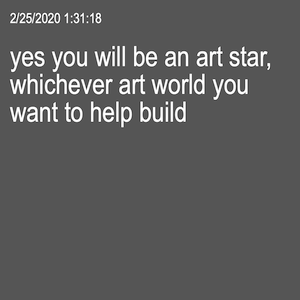 2/25/2020 1:31:18
yes you will be an art star,
whichever art world you
want to help build